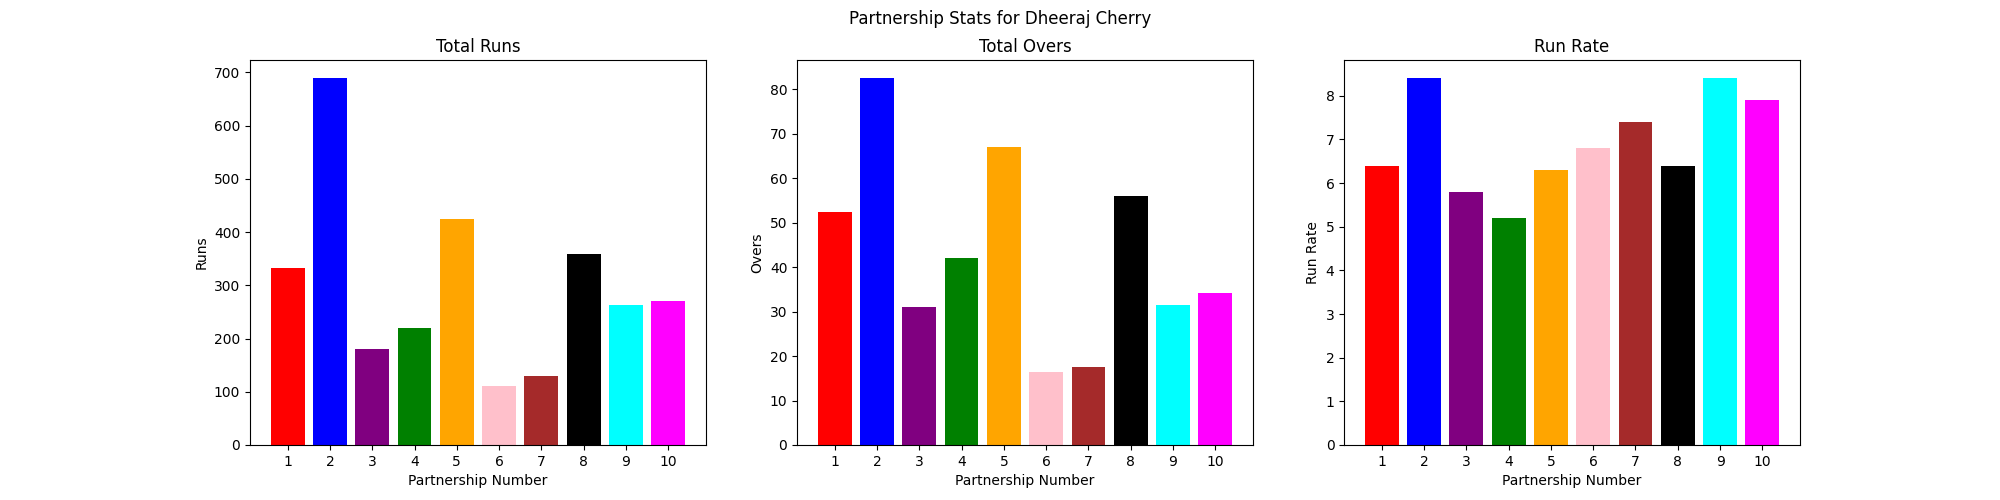 Partnership Stats for Dheeraj Cherry
Total Runs
700
600
500
400
300
200
100
0
Runs
1 2 3 4 5 6 7 8 9 10
Partnership Number
Total Overs
80
70
60
50
40
30
20
10
0
Overs
1 2 3 4 5 6 7 8 9 10
Partnership Number
Run Rate
8
7
6
5
4
3
2
1
0
Run Rate
1 2 3 4 5 6 7 8 9 10
Partnership Number